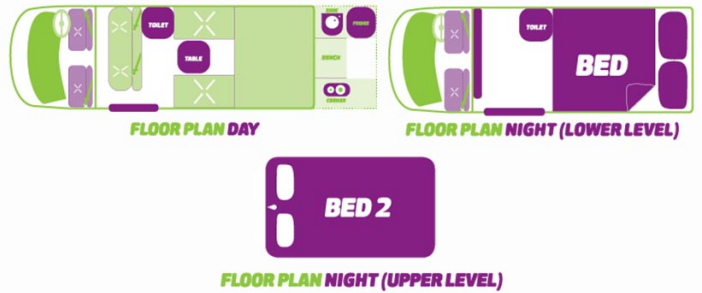 TOILET
SINK
FRIDGE
TABLE
BENCH
COOKER
FLOOR PLAN DAY
TOILET
BED
FLOOR PLAN NIGHT (LOWER LEVEL)
BED 2
FLOOR PLAN NIGHT (UPPER LEVEL)